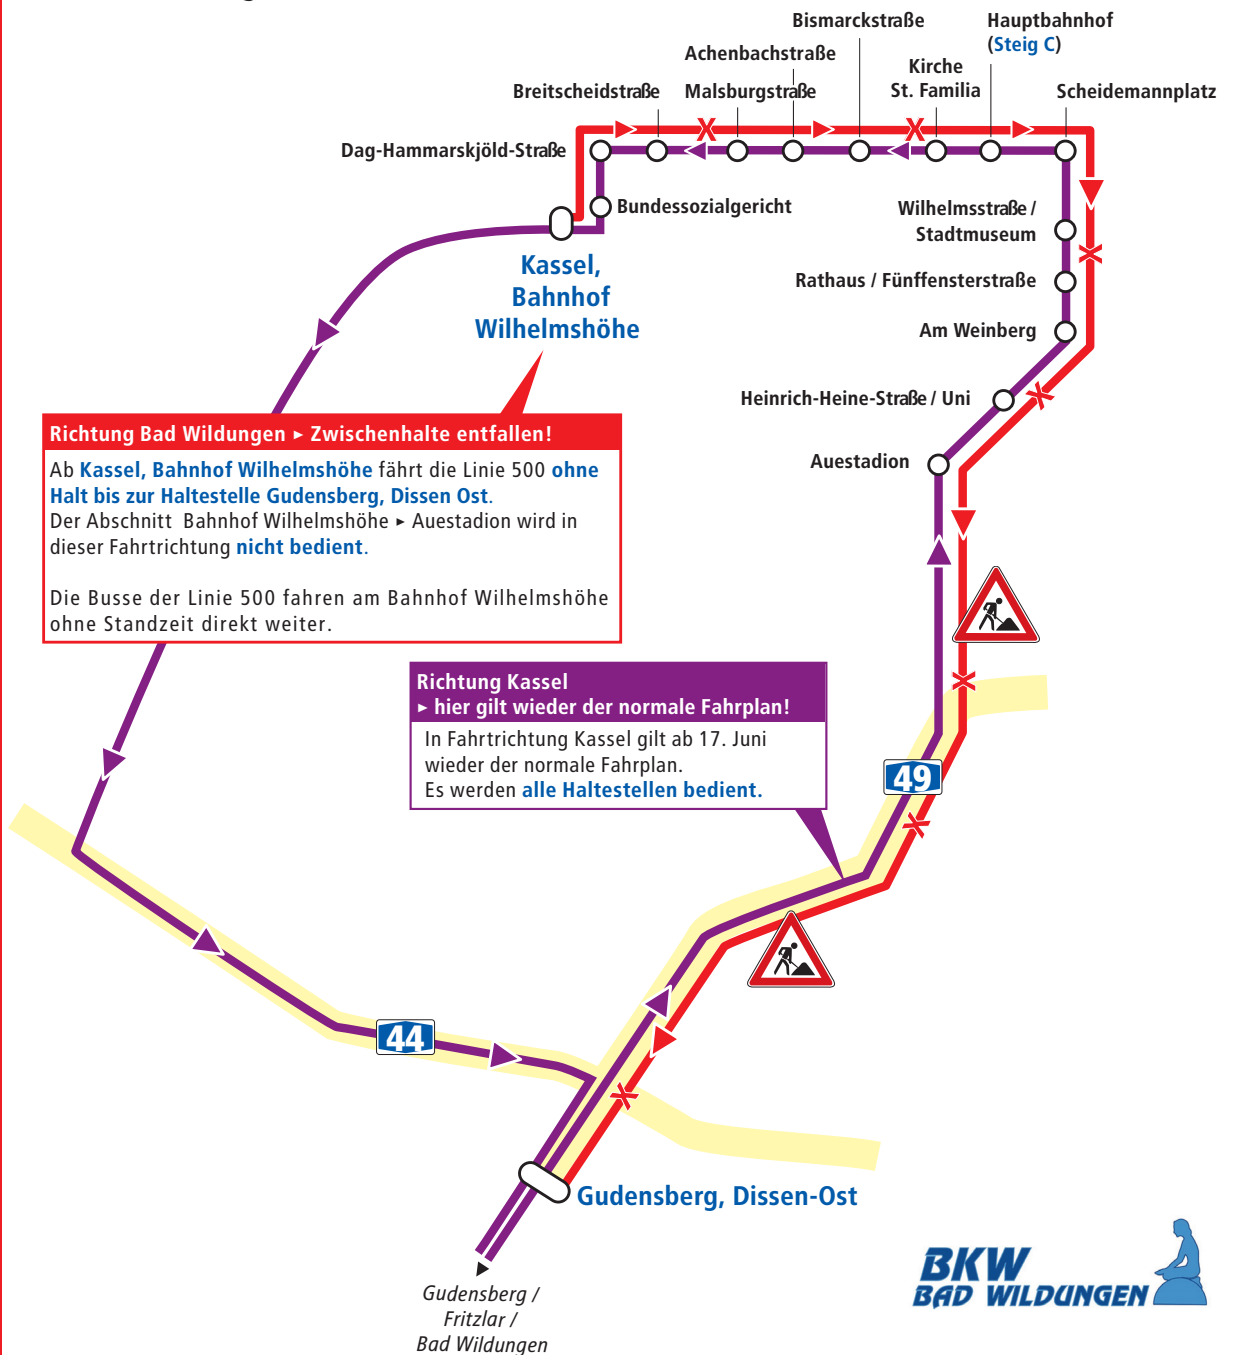 Bismarckstraße
Hauptbahnhof
(Steig C)
Achenbachstraße
Kirche
St. Familia
Breitscheidstraße
Malsburgstraße
Scheidemannplatz
Dag-Hammarskjöld-Straße
Bundessozialgericht
Wilhelmsstraße /
Stadtmuseum
Kassel,
Bahnhof
Wilhelmshöhe
Rathaus / Fünffensterstraße
Am Weinberg
Heinrich-Heine-Straße / Uni
Auestadion
Richtung Bad Wildungen ▸ Zwischenhalte entfallen!
Ab Kassel, Bahnhof Wilhelmshöhe fährt die Linie 500 ohne
Halt bis zur Haltestelle Gudensberg, Dissen Ost.
Der Abschnitt Bahnhof Wilhelmshöhe ▸ Auestadion wird in
dieser Fahrtrichtung nicht bedient.
Die Busse der Linie 500 fahren am Bahnhof Wilhelmshöhe
ohne Standzeit direkt weiter.
Richtung Kassel
▸ hier gilt wieder der normale Fahrplan!
In Fahrtrichtung Kassel gilt ab 17. Juni
wieder der normale Fahrplan.
Es werden alle Haltestellen bedient.
49
44
Gudensberg, Dissen-Ost
Gudensberg /
Fritzlar /
Bad Wildungen
BKW
BAD WILDUNGEN